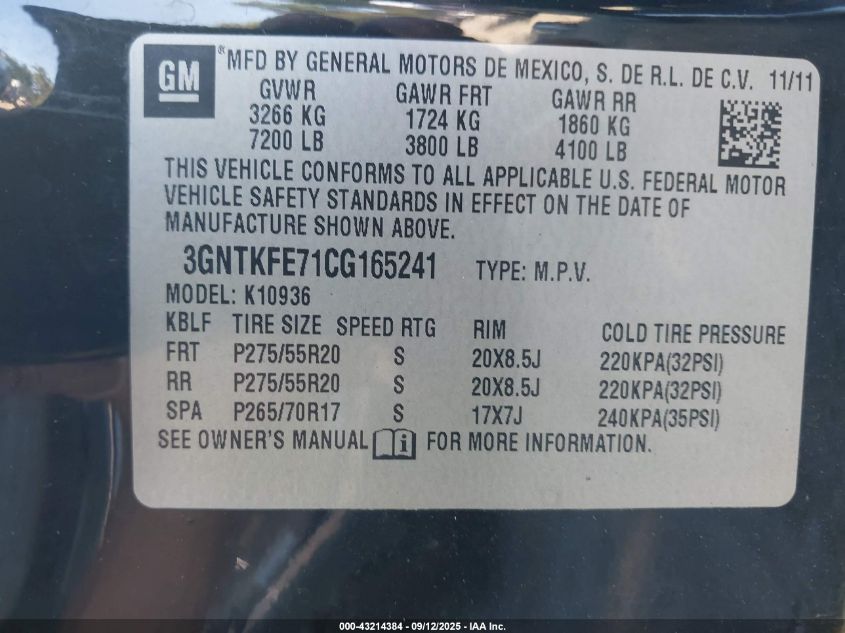 GM
®MFD BY GENERAL MOTORS DE MEXICO, S. DE R.L. DE C.V. 11/11
GVWR GAWR FRT GAWR RR
3266 KG 1724 KG 1860 KG
7200 LB 3800 LB 4100 LB
THIS VEHICLE CONFORMS TO ALL APPLICABLE U.S. FEDERAL MOTOR
VEHICLE SAFETY STANDARDS IN EFFECT ON THE DATE OF
MANUFACTURE SHOWN ABOVE.
3GNTKFE71CG165241 TYPE: M.P.V.
MODEL: K10936
KBLF TIRE SIZE SPEED RTG RIM COLD TIRE PRESSURE
FRT P275/55R20 S 20X8.5J 220KPA(32PSI)
RR P275/55R20 S 20X8.5J 220KPA(32PSI)
SPA P265/70R17 S 17X7J 240KPA(35PSI)
SEE OWNER'S MANUAL i FOR MORE INFORMATION.
000-43214384 - 09/12/2025 - IAA Inc.